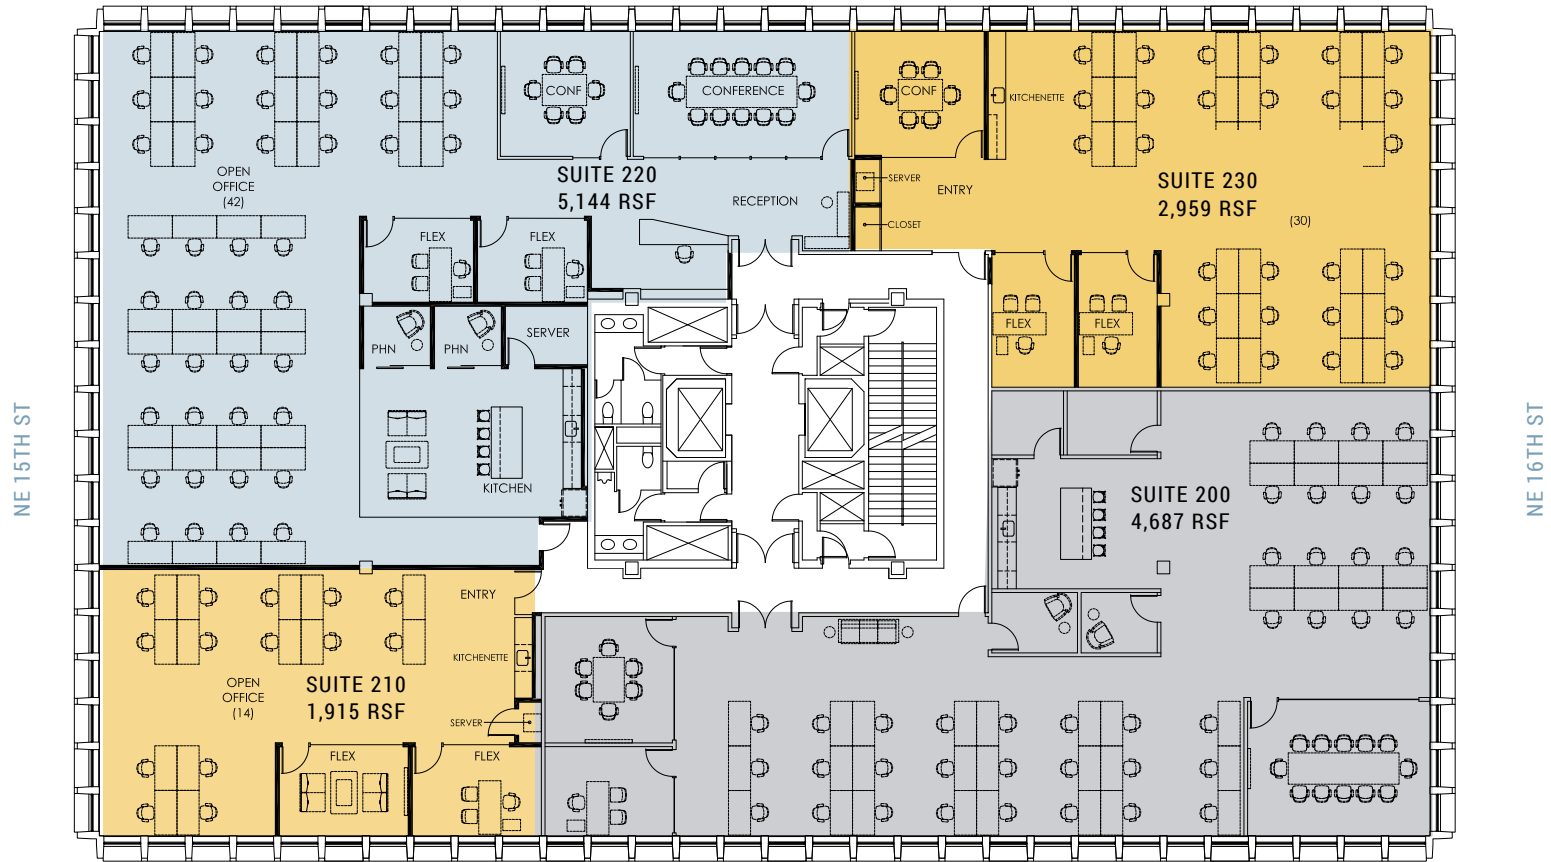 CONF
CONFERENCE
CONF
KITCHENETTE
OPEN
OFFICE
(42)
SUITE 220
5,144 RSF
RECEPTION
SERVER
ENTRY
CLOSET
SUITE 230
2,959 RSF
(30)
FLEX
FLEX
FLEX
FLEX
PHN
PHN
SERVER
KITCHEN
NE 15TH ST
NE 16TH ST
SUITE 200
4,687 RSF
ENTRY
KITCHENETTE
OPEN
OFFICE
(14)
SUITE 210
1,915 RSF
SERVER
FLEX
FLEX